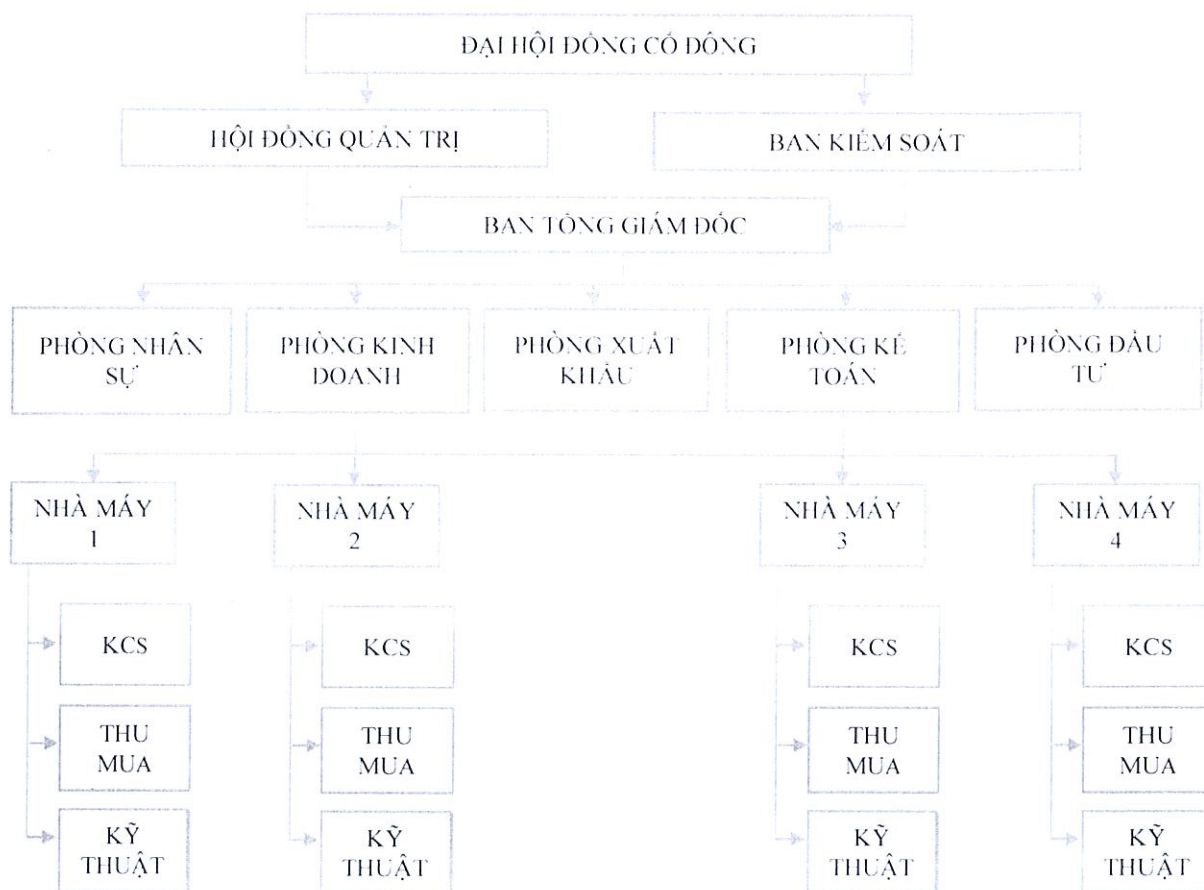 ĐẠI HỘI ĐỒNG CỔ ĐÔNG
HỘI ĐỒNG QUẢN TRỊ
BAN KIỂM SOÁT
BAN TỔNG GIÁM ĐỐC
PHÒNG NHÂN
SỰ
PHÒNG KINH
DOANH
PHÒNG XUẤT
KHẨU
PHÒNG KẾ
TOÁN
PHÒNG ĐẦU
TƯ
NHÀ MÁY
1
NHÀ MÁY
2
NHÀ MÁY
3
NHÀ MÁY
4
KCS
KCS
KCS
KCS
THU
MUA
THU
MUA
THU
MUA
THU
MUA
KỸ
THUẬT
KỸ
THUẬT
KỸ
THUẬT
KỸ
THUẬT